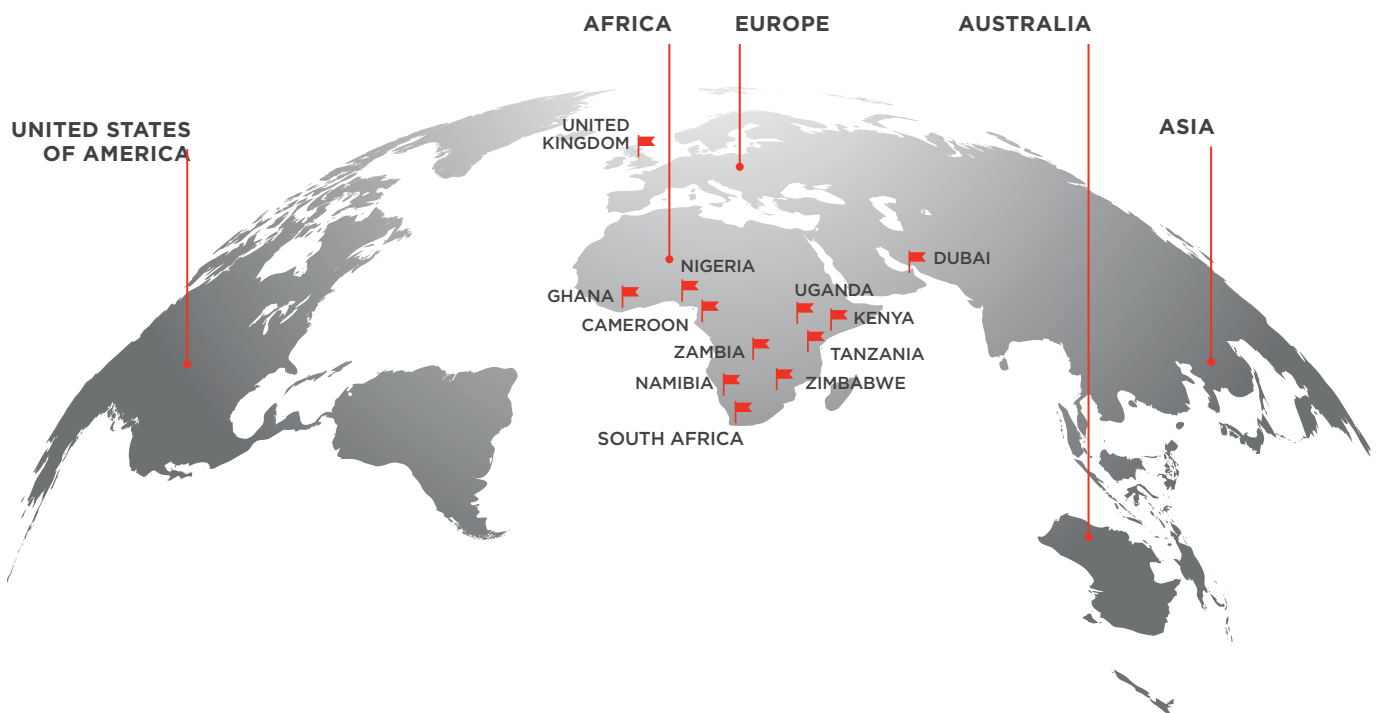 AFRICA
EUROPE
AUSTRALIA
UNITED STATES
OF AMERICA
ASIA
UNITED
KINGDOM
DUBAI
NIGERIA
GHANA
UGANDA
CAMEROON
KENYA
ZAMBIA
TANZANIA
NAMIBIA
ZIMBABWE
SOUTH AFRICA